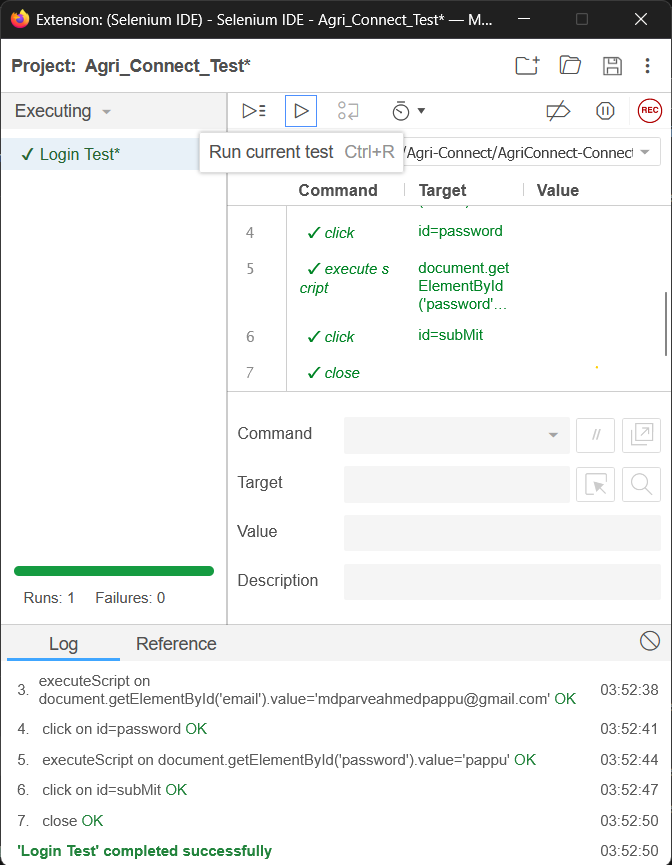 Extension: (Selenium IDE) - Selenium IDE - Agri_Connect_Test* — M...
Project: Agri_Connect_Test*
Executing
REC
✓ Login Test*
Run current test Ctrl+R
/Agri-Connect/AgriConnect-Connect
Command Target Value
4 ✓ click id=password
5 ✓ execute s
cript
document.get
ElementById
('password'...
6 ✓ click id=subMit
7 ✓ close
Command
//
Target
Value
Description
Runs: 1 Failures: 0
Log Reference
3. executeScript on
document.getElementById('email').value='mdparveahmedpappu@gmail.com' OK 03:52:38
4. click on id=password OK 03:52:41
5. executeScript on document.getElementById('password').value='pappu' OK 03:52:44
6. click on id=subMit OK 03:52:47
7. close OK 03:52:50
'Login Test' completed successfully 03:52:50